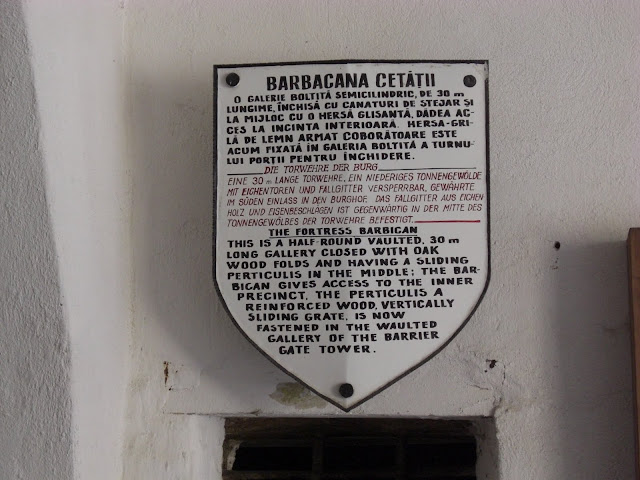 BARBACANA CETĂȚII
O GALERIE BOLTITĂ SEMICILINDRIC, DE 30 m
LUNGIME, ÎNCHISĂ CU CANATURI DE STEJAR ȘI
LA MIJLOC CU O HERSĂ GLISANTĂ, DĂDEA AC-
CES LA INCINTA INTERIOARĂ. HERSA-GRI-
LĂ DE LEMN ARMAT COBORÂTOARE ESTE
ACUM FIXATĂ ÎN GALERIA BOLTITĂ A TURNU-
LUI PORȚII PENTRU ÎNCHIDERE.
DIE TORWEHRE DER BURG
EINE 30 m LANGE TORWEHRE, EIN NIEDERIGES TONNENGEWÖLDE
MIT EICHENTOREN UND FALLGITTER VERSPERRBAR, GEWÄHRTE
IM SÜDEN EINLASS IN DEN BURGHOF. DAS FALLGITTER AUS EICHEN
HOLZ UND EISENBESCHLÄGEN IST GEGENWÄRTIG IN DER MITTE DES
TONNENGEWÖLBES DER TORWEHRE BEFESTIGT.
THE FORTRESS BARBICAN
THIS IS A HALF-ROUND VAULTED, 30 m
LONG GALLERY CLOSED WITH OAK
WOOD FOLDS AND HAVING A SLIDING
PERTICULIS IN THE MIDDLE; THE BAR-
BICAN GIVES ACCESS TO THE INNER
PRECINCT, THE PERTICULIS A
REINFORCED WOOD, VERTICALLY
SLIDING GRATE, IS NOW
FASTENED IN THE WAULTED
GALLERY OF THE BARRIER
GATE TOWER.